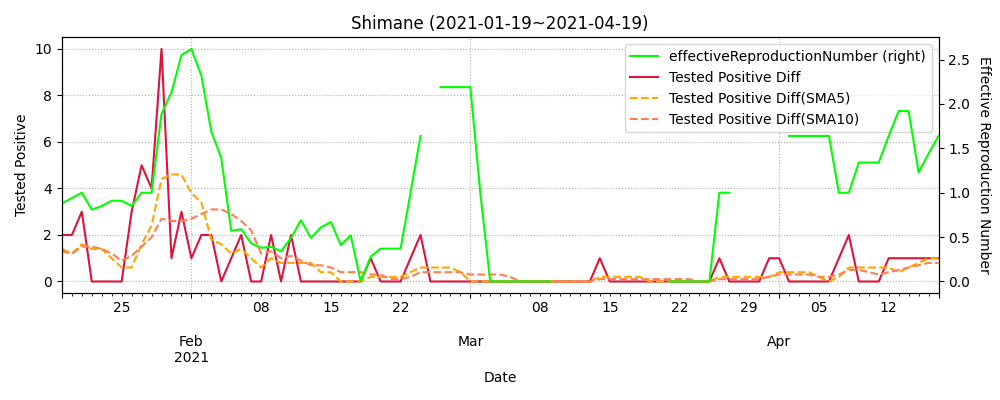 Shimane (2021-01-19~2021-04-19)
effectiveReproductionNumber (right)
Tested Positive Diff
Tested Positive Diff(SMA5)
Tested Positive Diff(SMA10)
Tested Positive
10
8
6
4
2
0
2.5
2.0
1.5
1.0
0.5
0.0
Effective Reproduction Number
25 08 15 22 08 15 22 29 05 12
Feb Mar Apr
2021
Date